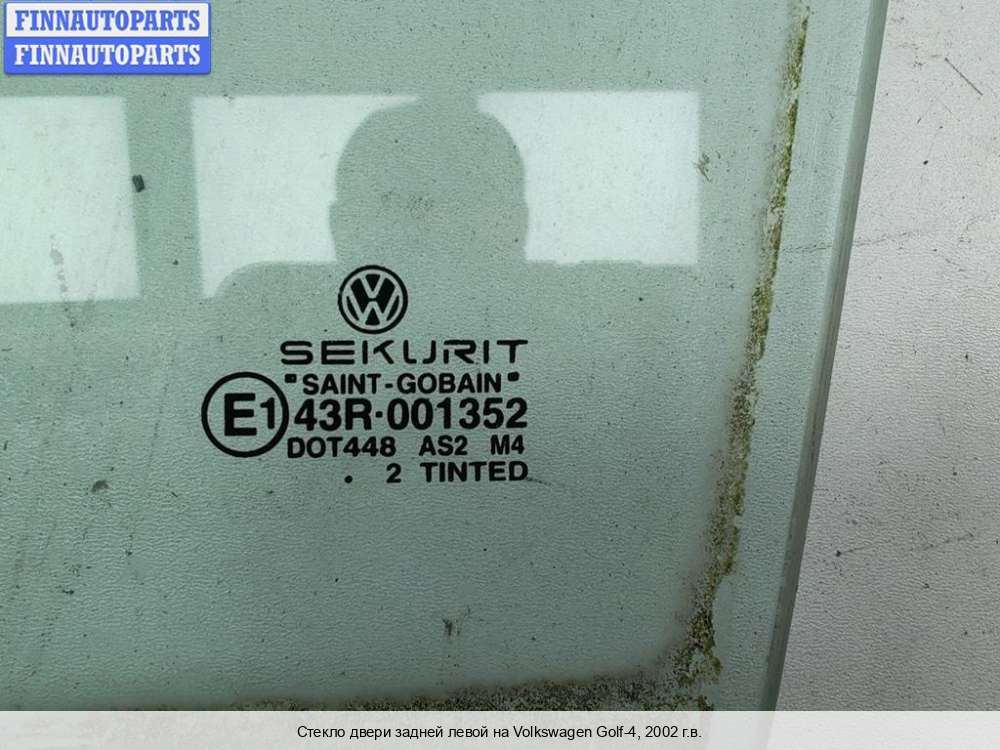 FINNAUTOPARTS
FINNAUTOPARTS
SEKURIT
"SAINT-GOBAIN"
E1 43R-001352
DOT448 AS2 M4
. 2 TINTED
Стекло двери задней левой на Volkswagen Golf-4, 2002 г.в.